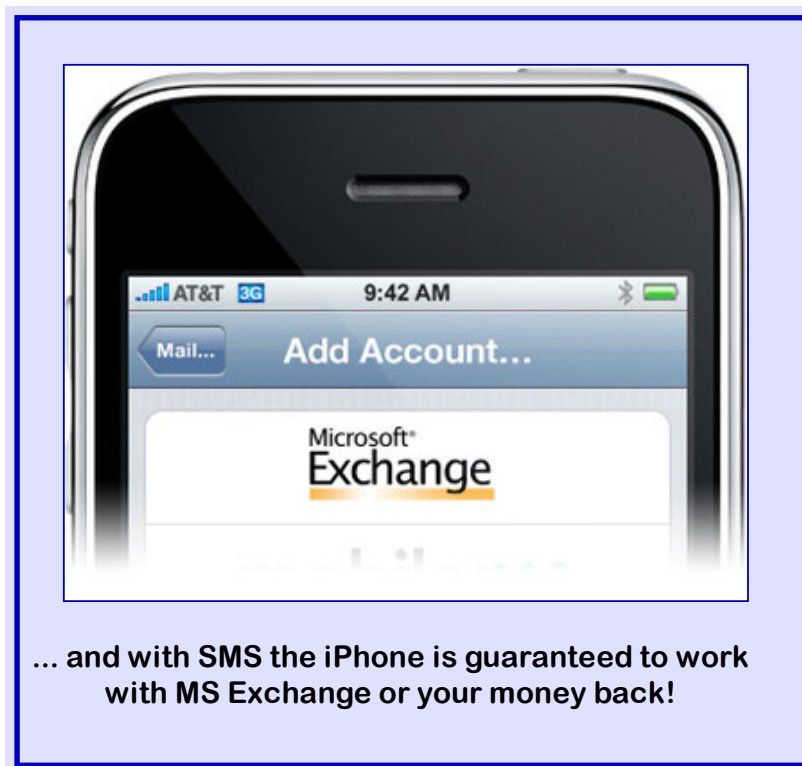 AT&T 3G 9:42 AM
Mail... Add Account...
Microsoft®
Exchange
... and with SMS the iPhone is guaranteed to work
with MS Exchange or your money back!